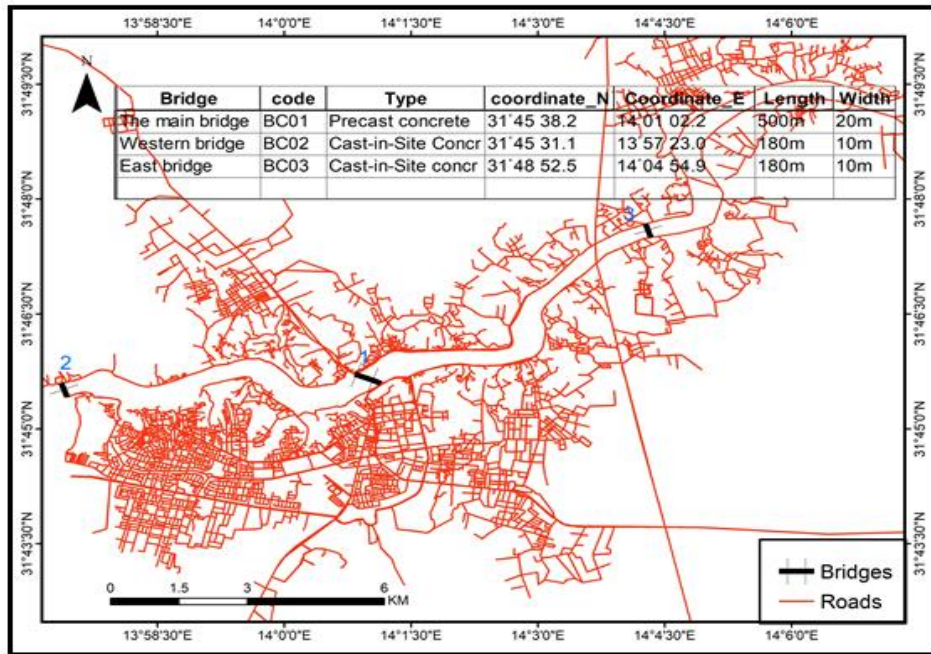 13°58'30"E 14°0'0"E 14°1'30"E 14°3'0"E 14°4'30"E 14°6'0"E
N
Bridge code Type coordinate_N Coordinate_E Length Width
The main bridge BC01 Precast concrete 31°45 38.2 14°01 02.2 500m 20m
Western bridge BC02 Cast-in-Site Concr 31°45 31.1 13°57 23.0 180m 10m
East bridge BC03 Cast-in-Site concr 31°48 52.5 14°04 54.9 180m 10m
31°49'30"N 31°49'30"N
31°48'0"N 31°48'0"N
3
31°46'30"N 31°46'30"N
1
2
31°45'0"N 31°45'0"N
31°43'30"N 31°43'30"N
0 1.5 3 6
KM
Bridges
Roads
13°58'30"E 14°0'0"E 14°1'30"E 14°3'0"E 14°4'30"E 14°6'0"E